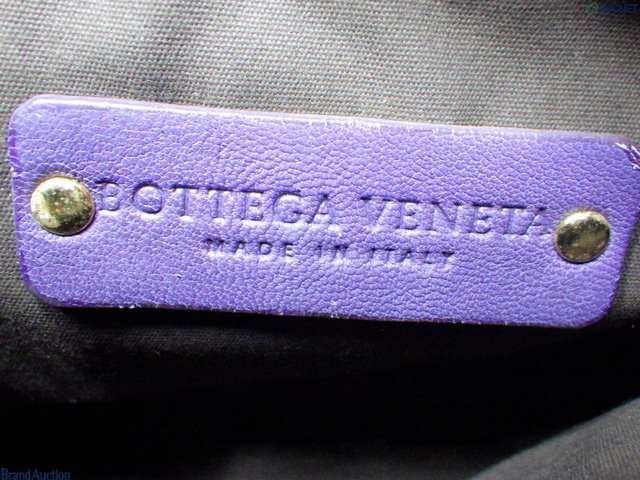 BOTTEGA VENETA
MADE IN ITALY
Brand Auction